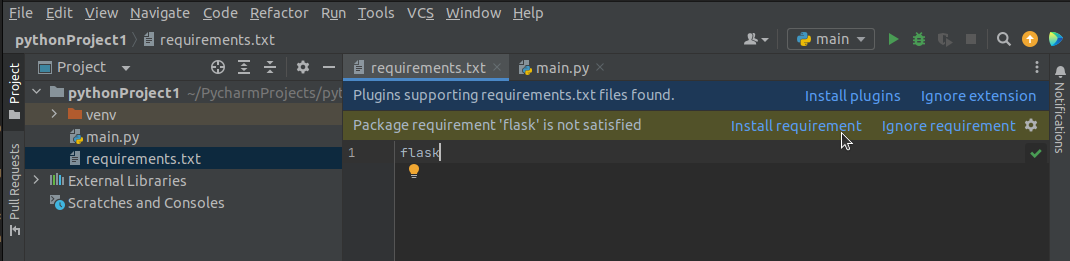 File Edit View Navigate Code Refactor Run Tools VCS Window Help
pythonProject1 requirements.txt main
Project
Project
pythonProject1 ~/PycharmProjects/pyt
venv
main.py
requirements.txt
External Libraries
Scratches and Consoles
Pull Requests
requirements.txt main.py
Plugins supporting requirements.txt files found. Install plugins Ignore extension
Package requirement 'flask' is not satisfied Install requirement Ignore requirement
1 flask
Notifications